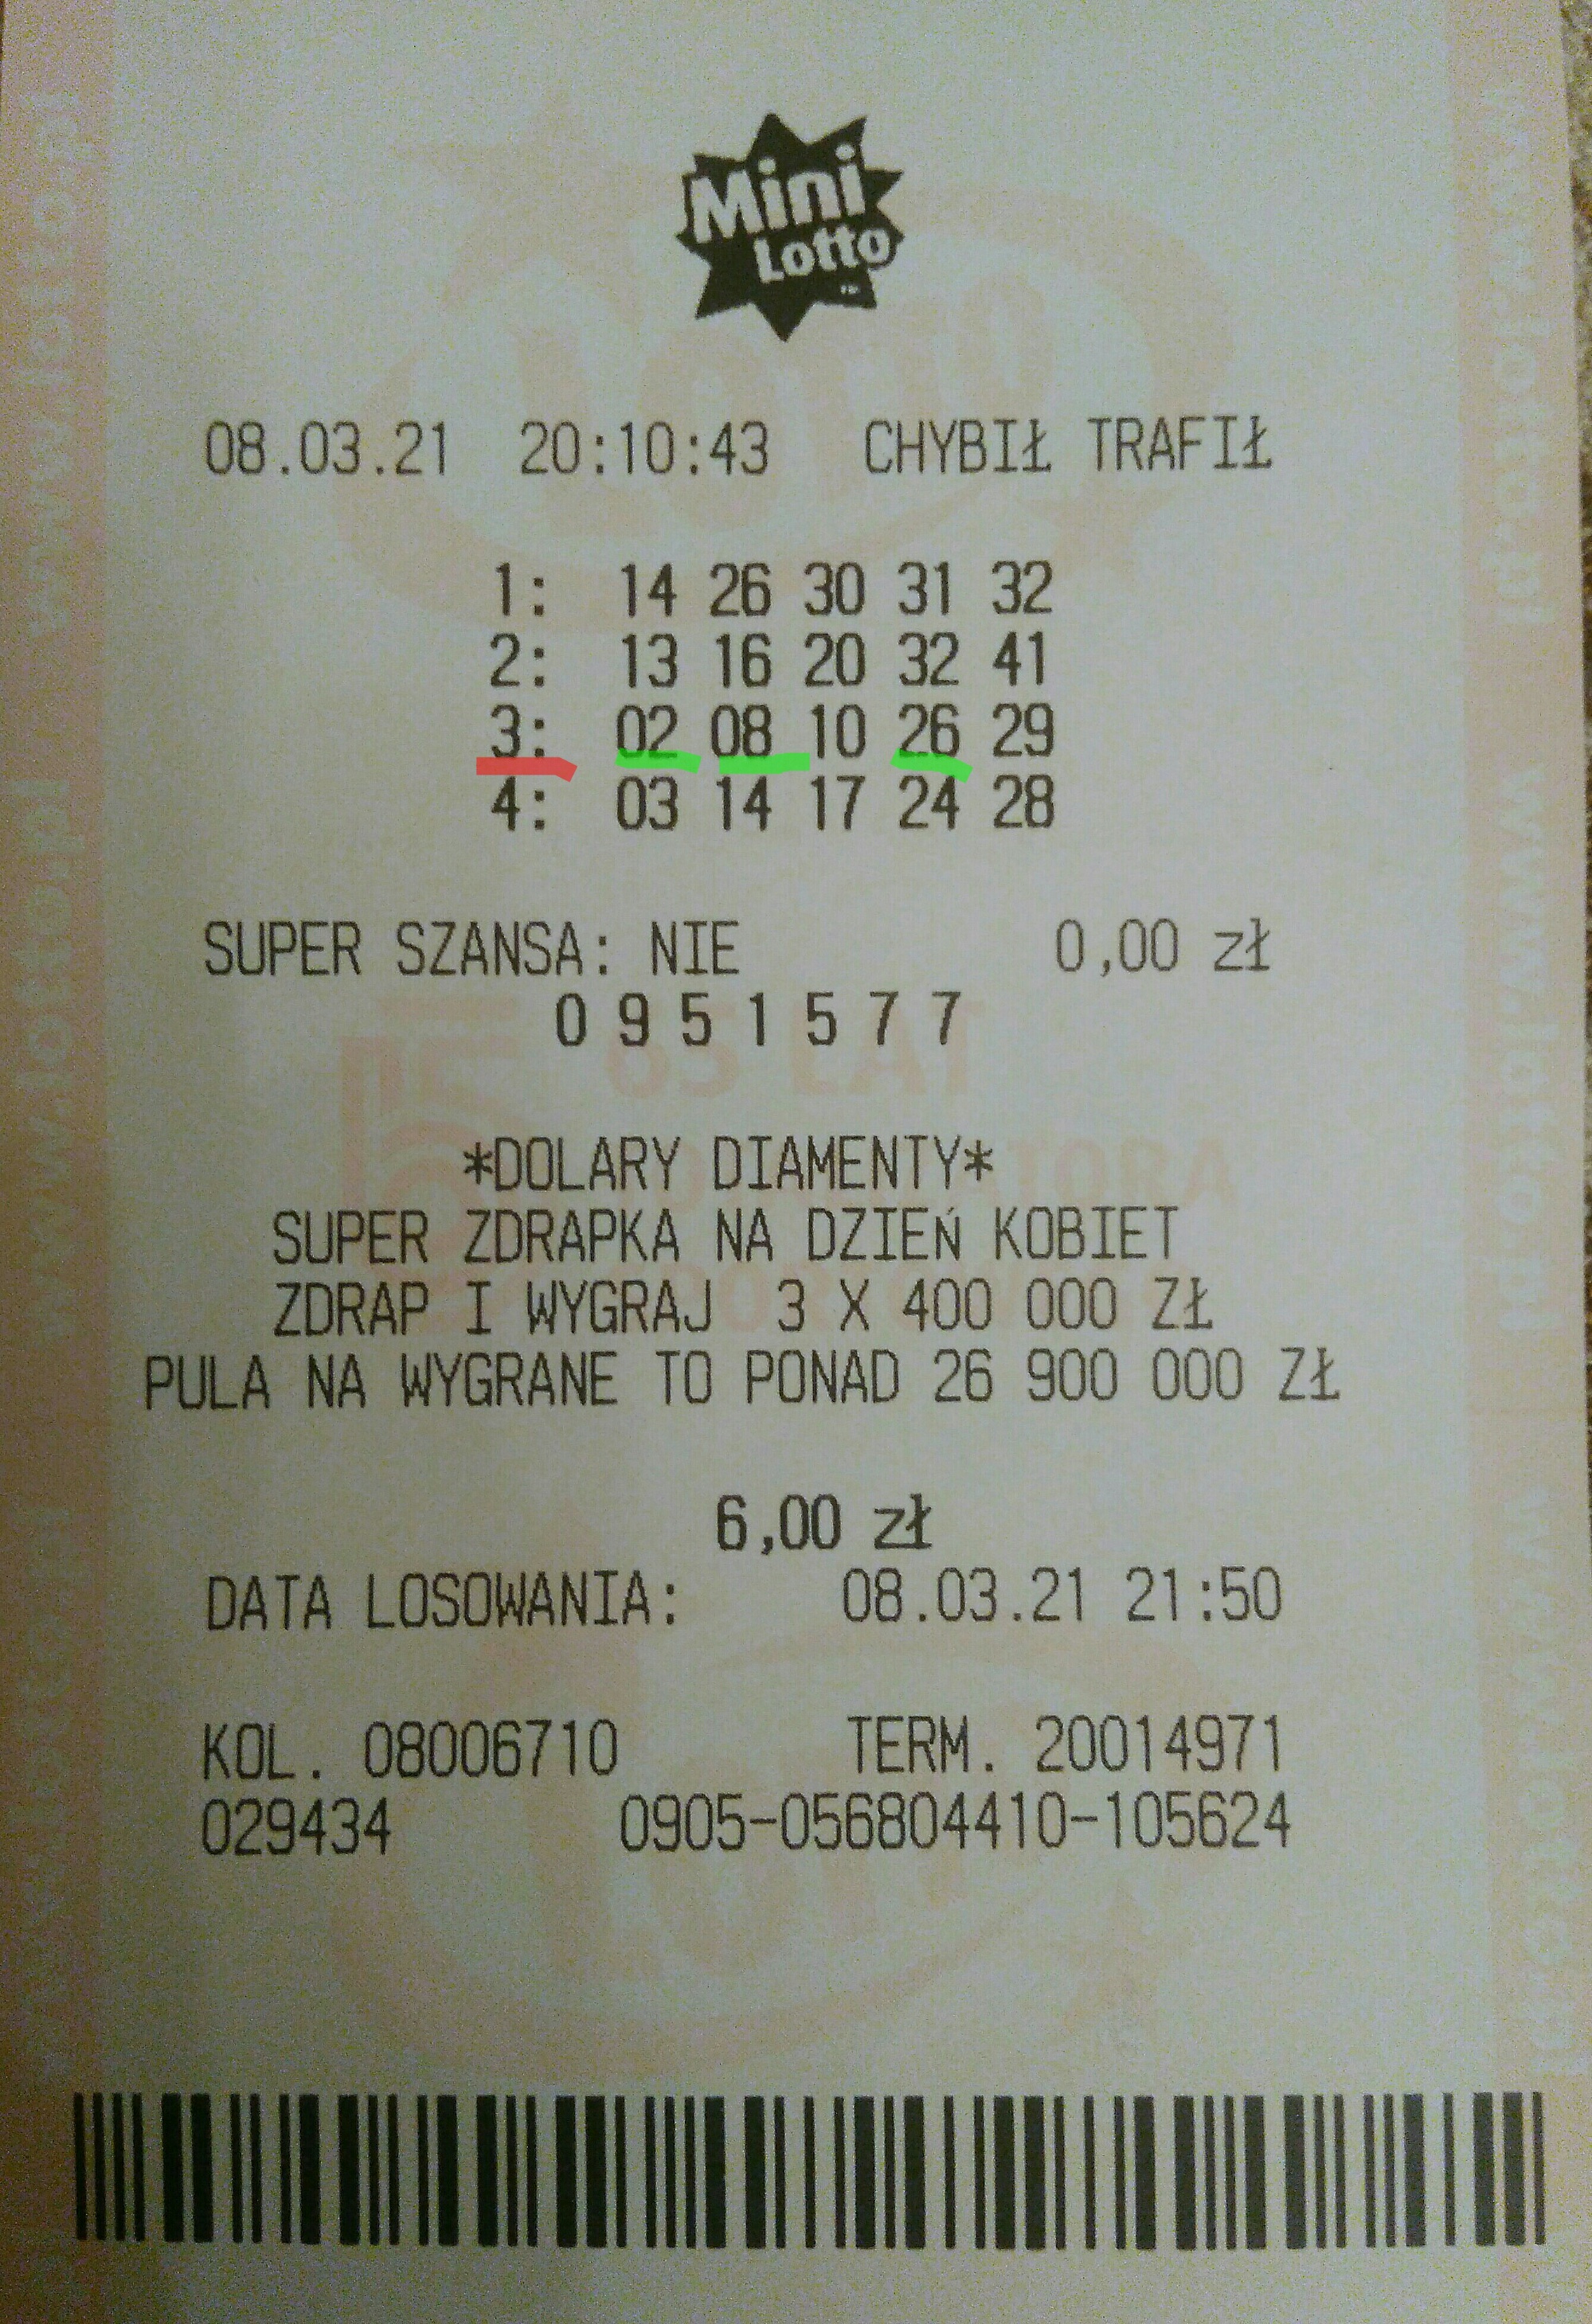 Mini
Lotto
08.03.21 20:10:43 CHYBIŁ TRAFIŁ
1: 14 26 30 31 32
2: 13 16 20 32 41
3: 02 08 10 26 29
4: 03 14 17 24 28
SUPER SZANSA: NIE 0,00 zł
0 9 5 1 5 7 7
*DOLARY DIAMENTY*
SUPER ZDRAPKA NA DZIEŃ KOBIET
ZDRAP I WYGRAJ 3 X 400 000 ZŁ
PULA NA WYGRANE TO PONAD 26 900 000 ZŁ
6,00 zł
DATA LOSOWANIA: 08.03.21 21:50
KOL. 08006710 TERM. 20014971
029434 0905-056804410-105624